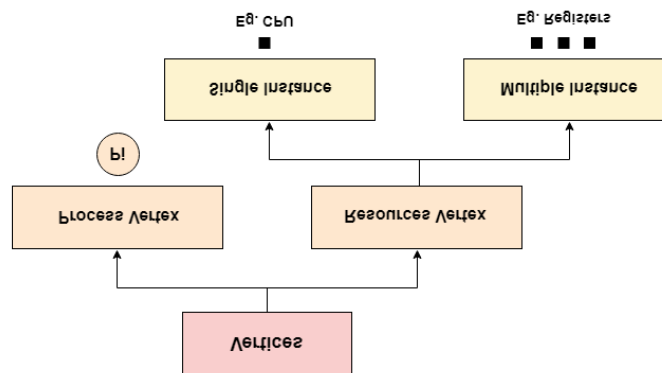 Vertices
Process Vertex
Resources Vertex
Pi
Single Instance
Multiple Instance
Eg. CPU
Eg. Registers